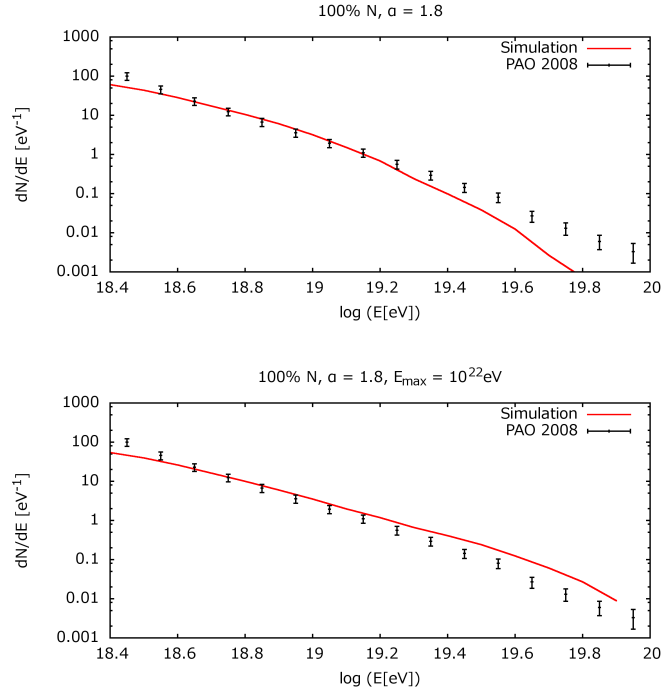 100% N, α = 1.8
1000
100
10
1
0.1
0.01
0.001
dN/dE [eV⁻¹]
Simulation
PAO 2008
18.4 18.6 18.8 19 19.2 19.4 19.6 19.8 20
log (E[eV])
100% N, α = 1.8, E_max = 10²²eV
1000
100
10
1
0.1
0.01
0.001
dN/dE [eV⁻¹]
Simulation
PAO 2008
18.4 18.6 18.8 19 19.2 19.4 19.6 19.8 20
log (E[eV])